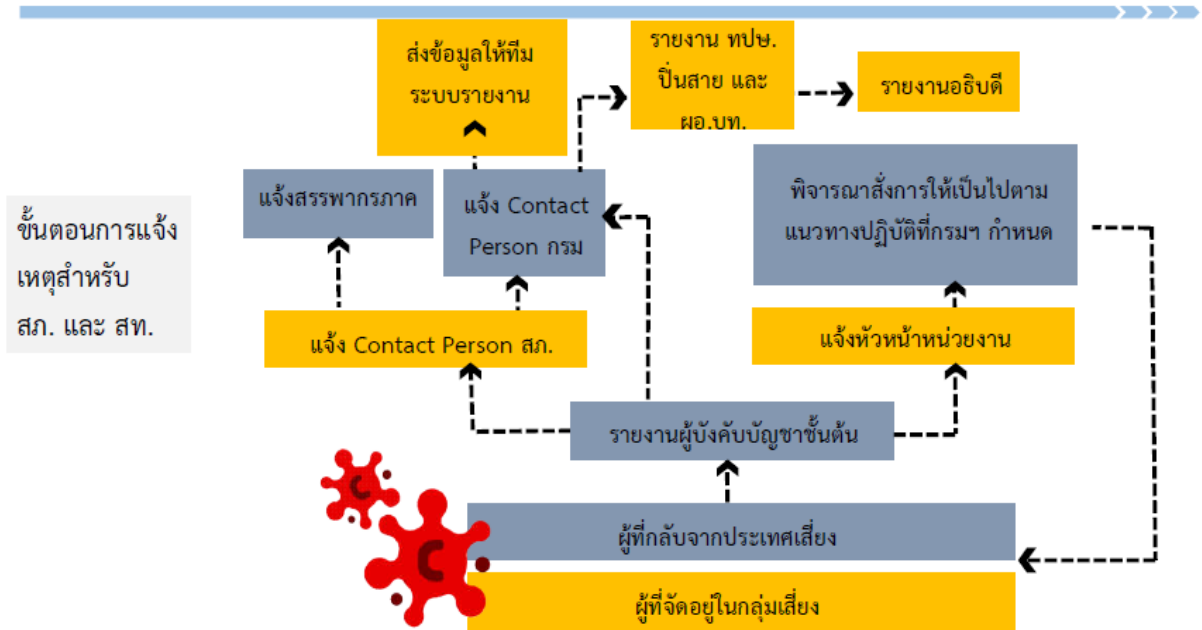 ส่งข้อมูลให้ทีม
ระบบรายงาน
รายงาน ทปษ.
ปิ่นสาย และ
ผอ.บท.
รายงานอธิบดี
แจ้งสรรพากรภาค
แจ้ง Contact
Person กรม
พิจารณาสั่งการให้เป็นไปตาม
แนวทางปฏิบัติที่กรมฯ กำหนด
ขั้นตอนการแจ้ง
เหตุสำหรับ
สภ. และ สท.
แจ้ง Contact Person สภ.
แจ้งหัวหน้าหน่วยงาน
รายงานผู้บังคับบัญชาชั้นต้น
ผู้ที่กลับจากประเทศเสี่ยง
ผู้ที่จัดอยู่ในกลุ่มเสี่ยง